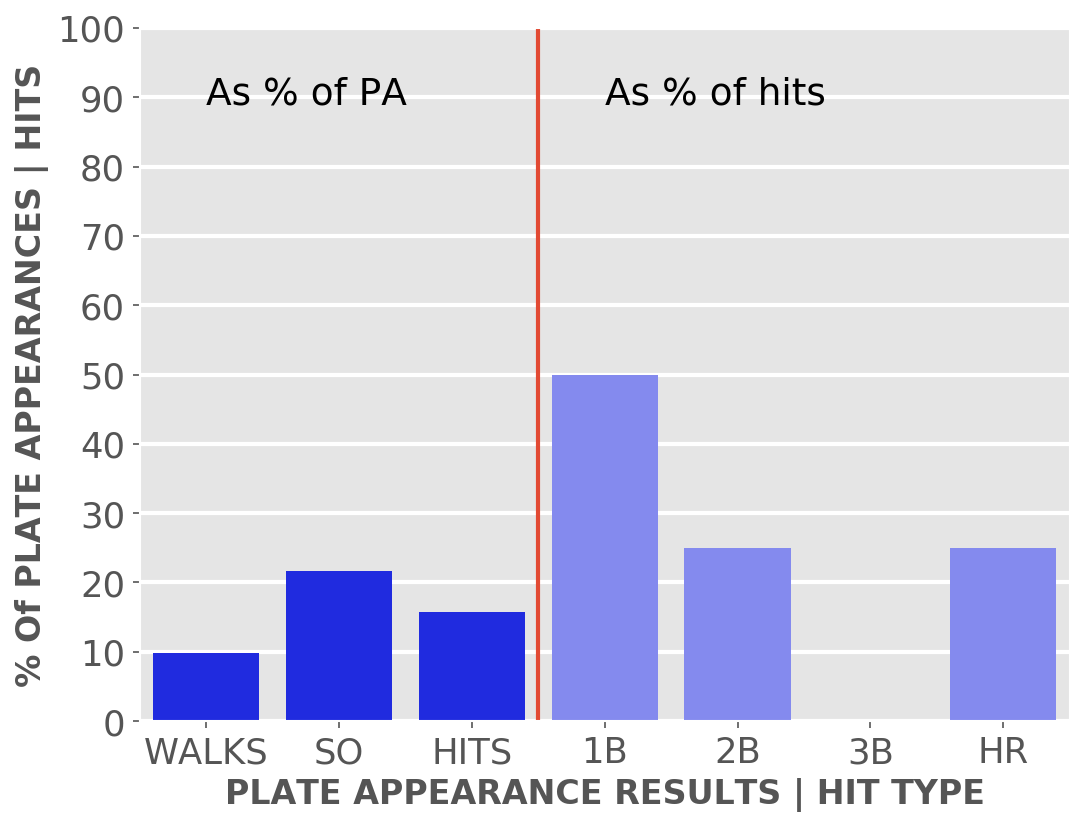 100
90
80
70
60
50
40
30
20
10
0
% Of PLATE APPEARANCES | HITS
As % of PA
As % of hits
WALKS SO HITS 1B 2B 3B HR
PLATE APPEARANCE RESULTS | HIT TYPE